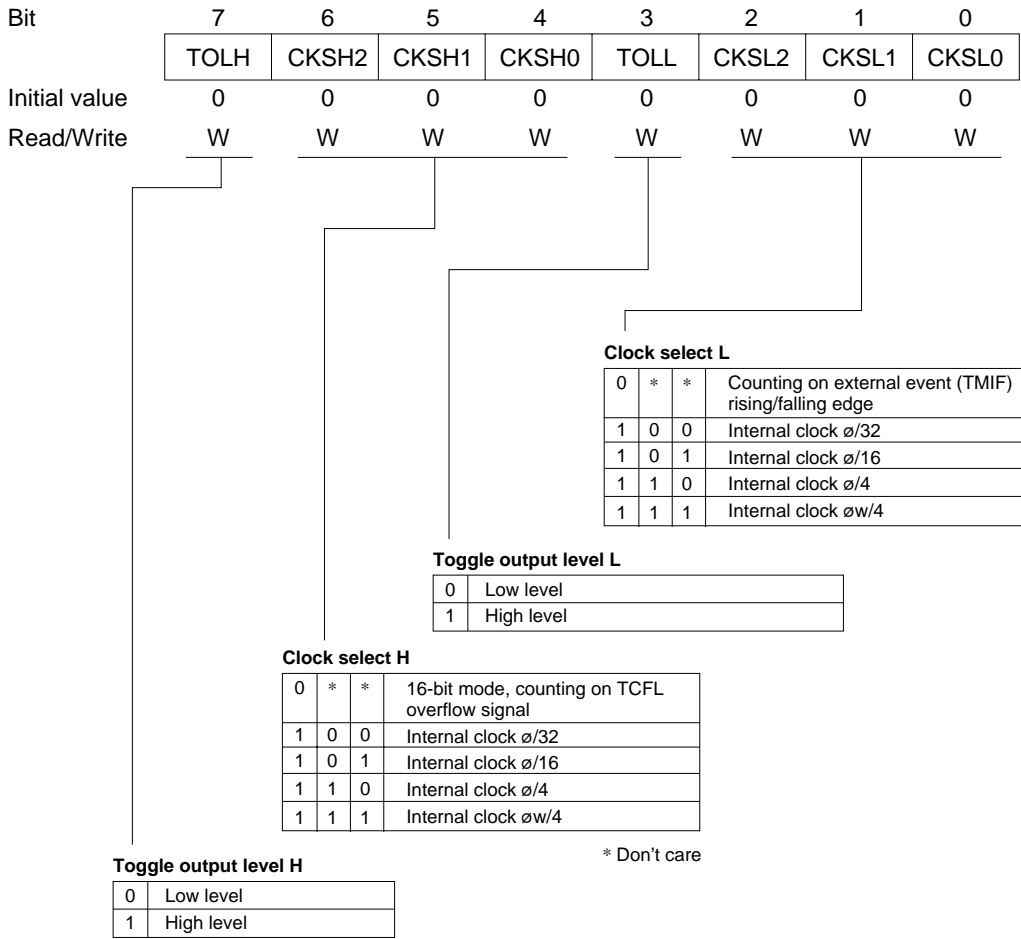 Bit 7 6 5 4 3 2 1 0
TOLH CKSH2 CKSH1 CKSH0 TOLL CKSL2 CKSL1 CKSL0
Initial value 0 0 0 0 0 0 0 0
Read/Write W W W W W W W W
Clock select L
0 * * Counting on external event (TMIF)
rising/falling edge
1 0 0 Internal clock ø/32
1 0 1 Internal clock ø/16
1 1 0 Internal clock ø/4
1 1 1 Internal clock øw/4
Toggle output level L
0 Low level
1 High level
Clock select H
0 * * 16-bit mode, counting on TCFL
overflow signal
1 0 0 Internal clock ø/32
1 0 1 Internal clock ø/16
1 1 0 Internal clock ø/4
1 1 1 Internal clock øw/4
* Don't care
Toggle output level H
0 Low level
1 High level